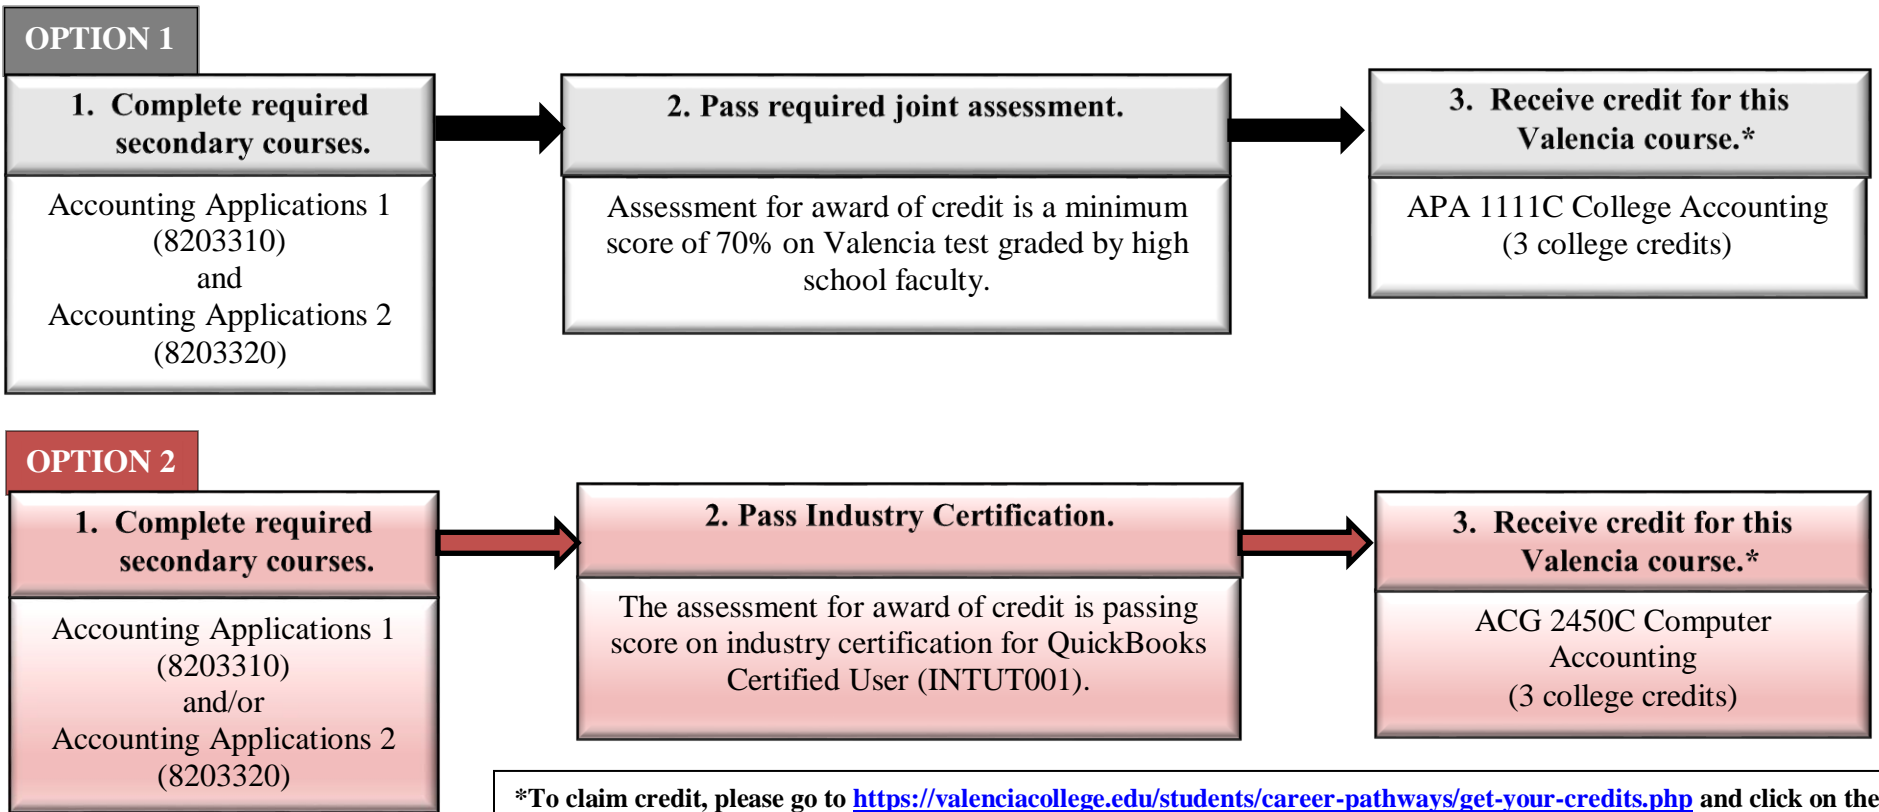 OPTION 1
1. Complete required
secondary courses.
Accounting Applications 1
(8203310)
and
Accounting Applications 2
(8203320)
2. Pass required joint assessment.
Assessment for award of credit is a minimum
score of 70% on Valencia test graded by high
school faculty.
3. Receive credit for this
Valencia course.*
APA 1111C College Accounting
(3 college credits)
OPTION 2
1. Complete required
secondary courses.
Accounting Applications 1
(8203310)
and/or
Accounting Applications 2
(8203320)
2. Pass Industry Certification.
The assessment for award of credit is passing
score on industry certification for QuickBooks
Certified User (INTUT001).
3. Receive credit for this
Valencia course.*
ACG 2450C Computer
Accounting
(3 college credits)
*To claim credit, please go to https://valenciacollege.edu/students/career-pathways/get-your-credits.php and click on the